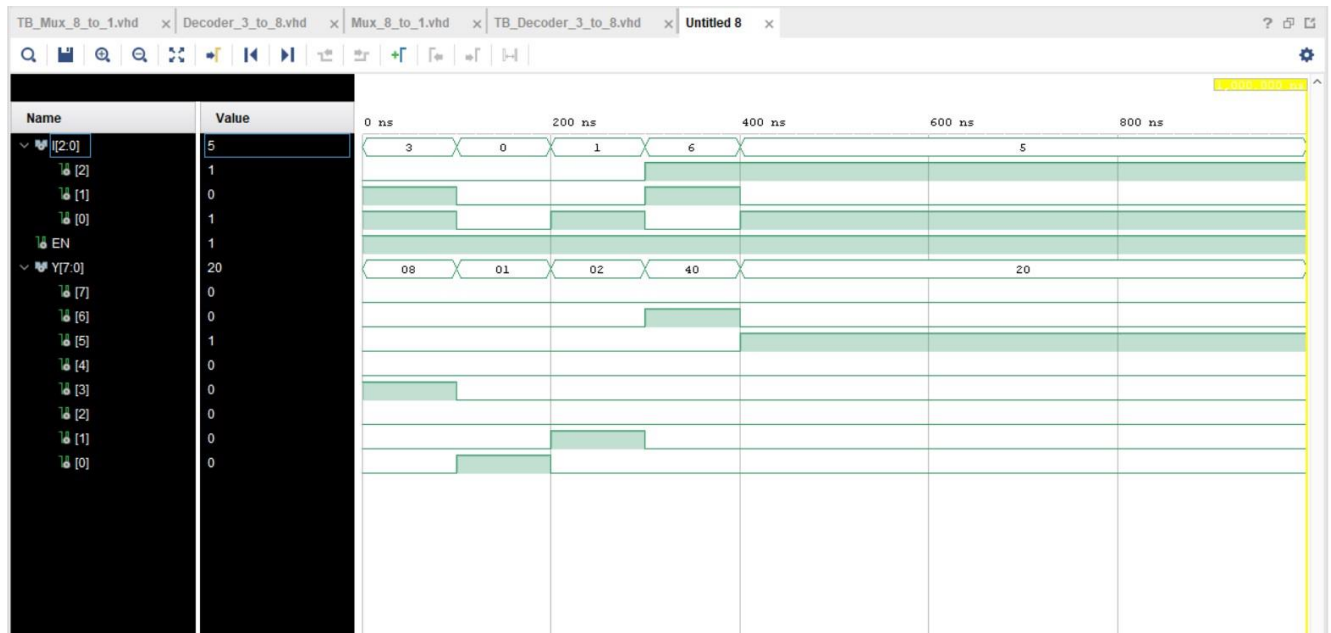 TB_Mux_8_to_1.vhd × Decoder_3_to_8.vhd × Mux_8_to_1.vhd × TB_Decoder_3_to_8.vhd × Untitled 8 ×
Name Value 0 ns 200 ns 400 ns 600 ns 800 ns
I[2:0] 5 3 0 1 6 5
[2] 1
[1] 0
[0] 1
EN 1
Y[7:0] 20 08 01 02 40 20
[7] 0
[6] 0
[5] 1
[4] 0
[3] 0
[2] 0
[1] 0
[0] 0